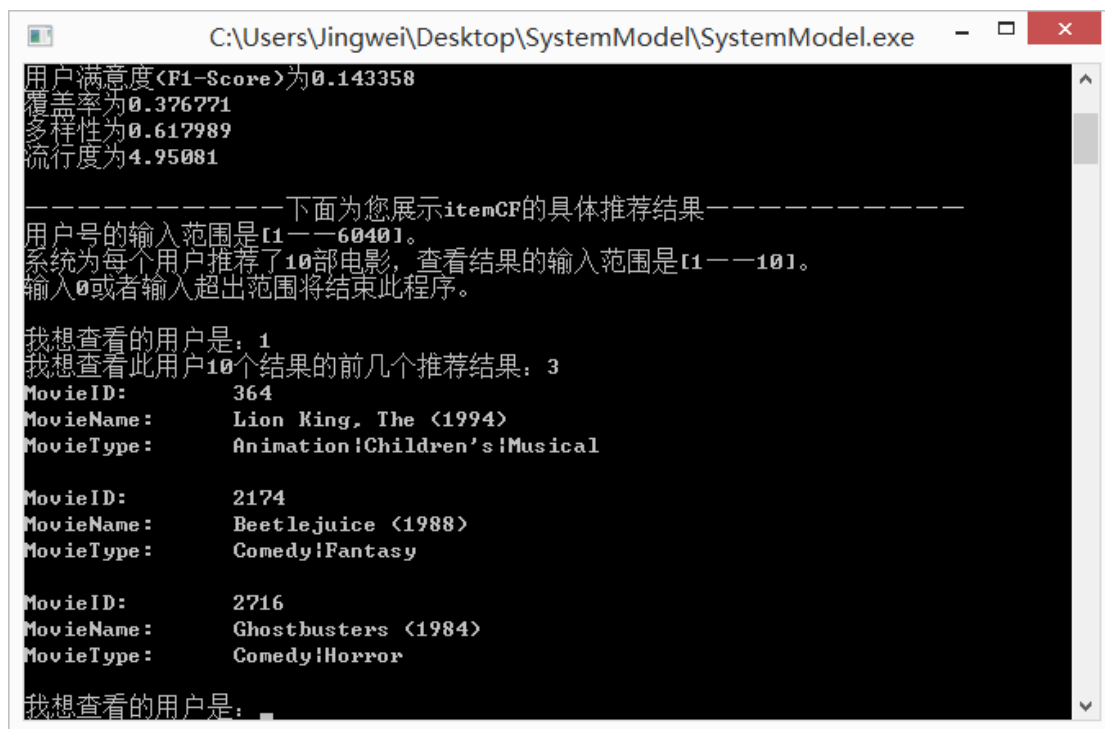 C:\Users\Jingwei\Desktop\SystemModel\SystemModel.exe
用户满意度(F1-Score)为0.143358
覆盖率为0.376771
多样性为0.617989
流行度为4.95081
——————————下面为您展示itemCF的具体推荐结果——————————
用户号的输入范围是[1——6040]。
系统为每个用户推荐了10部电影，查看结果的输入范围是[1——10]。
输入0或者输入超出范围将结束此程序。
我想查看的用户是：1
我想查看此用户10个结果的前几个推荐结果：3
MovieID: 364
MovieName: Lion King, The (1994)
MovieType: Animation|Children's|Musical
MovieID: 2174
MovieName: Beetlejuice (1988)
MovieType: Comedy|Fantasy
MovieID: 2716
MovieName: Ghostbusters (1984)
MovieType: Comedy|Horror
我想查看的用户是：